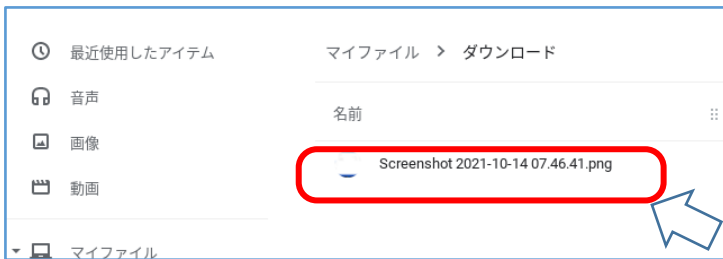 最近使用したアイテム
音声
画像
動画
マイファイル
マイファイル > ダウンロード
名前
Screenshot 2021-10-14 07.46.41.png